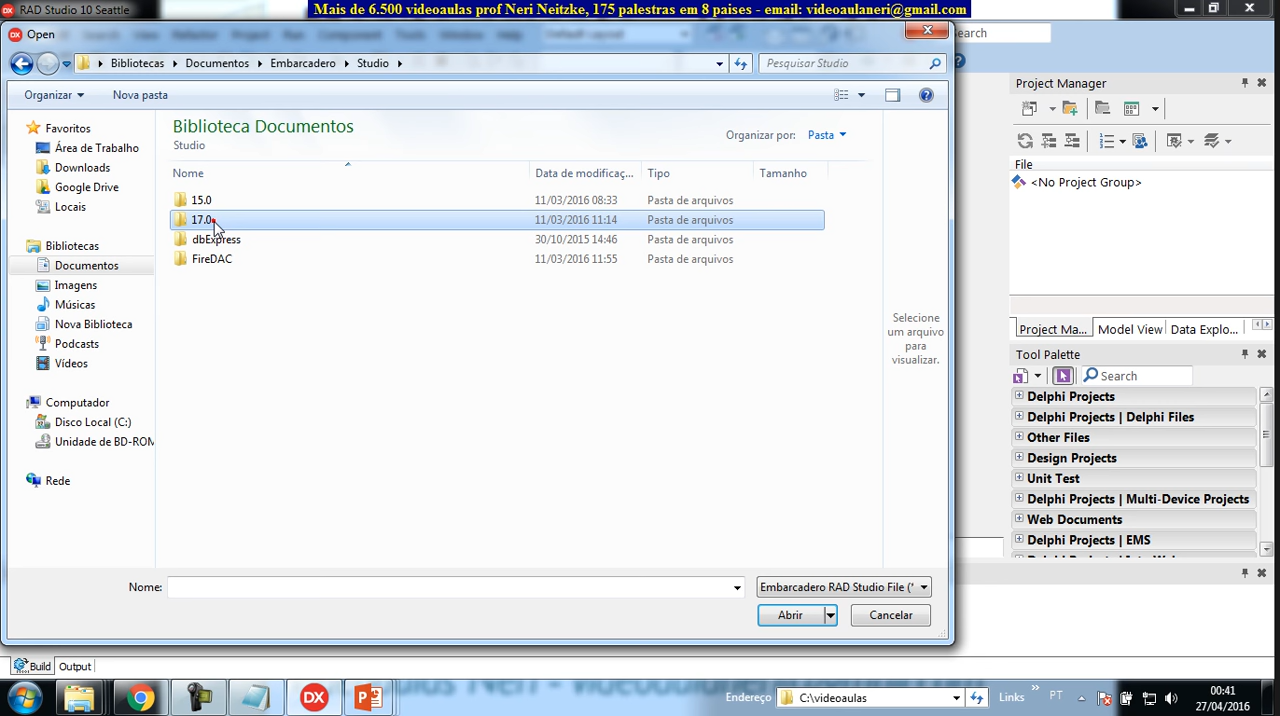 RAD Studio 10 Seattle
Mais de 6.500 videoaulas prof Neri Neitzke, 175 palestras em 8 paises - email: videoaulaneri@gmail.com
Open
earch
Bibliotecas
Documentos
Embarcadero
Studio
Pesquisar Studio
Organizar
Nova pasta
Favoritos
Área de Trabalho
Downloads
Google Drive
Locais
Bibliotecas
Documentos
Imagens
Músicas
Nova Biblioteca
Podcasts
Vídeos
Computador
Disco Local (C:)
Unidade de BD-ROM
Rede
Biblioteca Documentos
Studio
Organizar por: Pasta
Nome Data de modificaç... Tipo Tamanho
15.0 11/03/2016 08:33 Pasta de arquivos
17.0 11/03/2016 11:14 Pasta de arquivos
dbExpress 30/10/2015 14:46 Pasta de arquivos
FireDAC 11/03/2016 11:55 Pasta de arquivos
Selecione
um arquivo
para
visualizar.
Nome:
Embarcadero RAD Studio File (*
Abrir
Cancelar
Project Manager
File
<No Project Group>
Project Ma... Model View Data Explo...
Tool Palette
Search
Delphi Projects
Delphi Projects | Delphi Files
Other Files
Design Projects
Unit Test
Delphi Projects | Multi-Device Projects
Web Documents
Delphi Projects | EMS
Build Output
DX
Endereço C:\videoaulas
Links
PT
00:41
27/04/2016